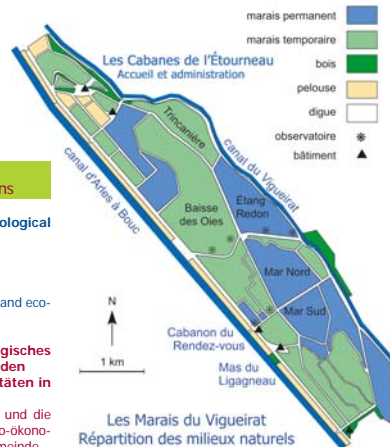 marais permanent
marais temporaire
bois
pelouse
digue
observatoire
bâtiment
Les Cabanes de l'Étourneau
Accueil et administration
Trincanière
canal du Vigueirat
canal d'Arles à Bouc
Étang
Redon
Baisse
des Oies
Mar Nord
Mar Sud
N
1 km
Cabanon du
Rendez-vous
Mas du
Ligagneau
Les Marais du Vigueirat
Répartition des milieux naturels
ns
ological
and eco-
gisches
den
täten in
und die
o-ökono-
meinde